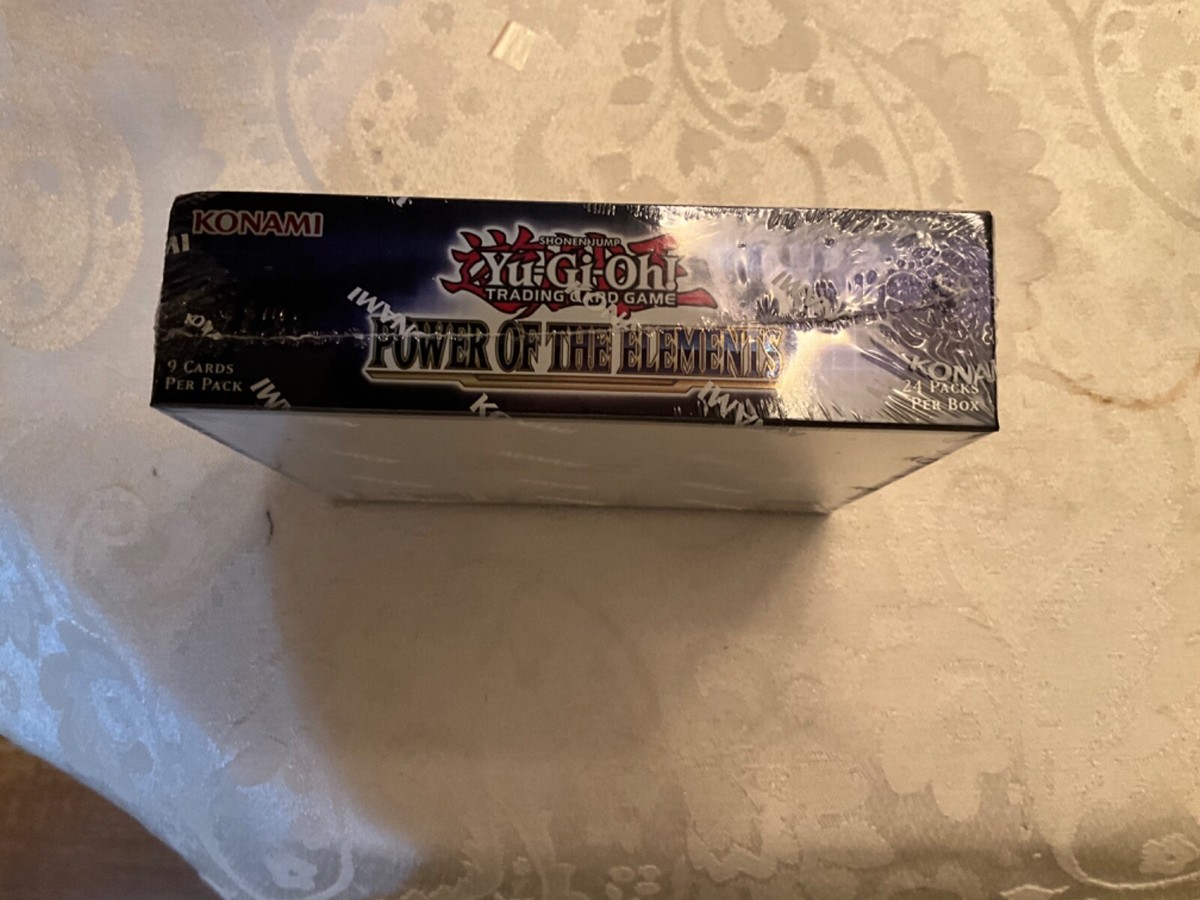 KONAMI
SHONEN JUMP
Yu-Gi-Oh!
TRADING CARD GAME
POWER OF THE ELEMENTS
9 CARDS
PER PACK
24 PACKS
PER BOX
KONAMI
KONA